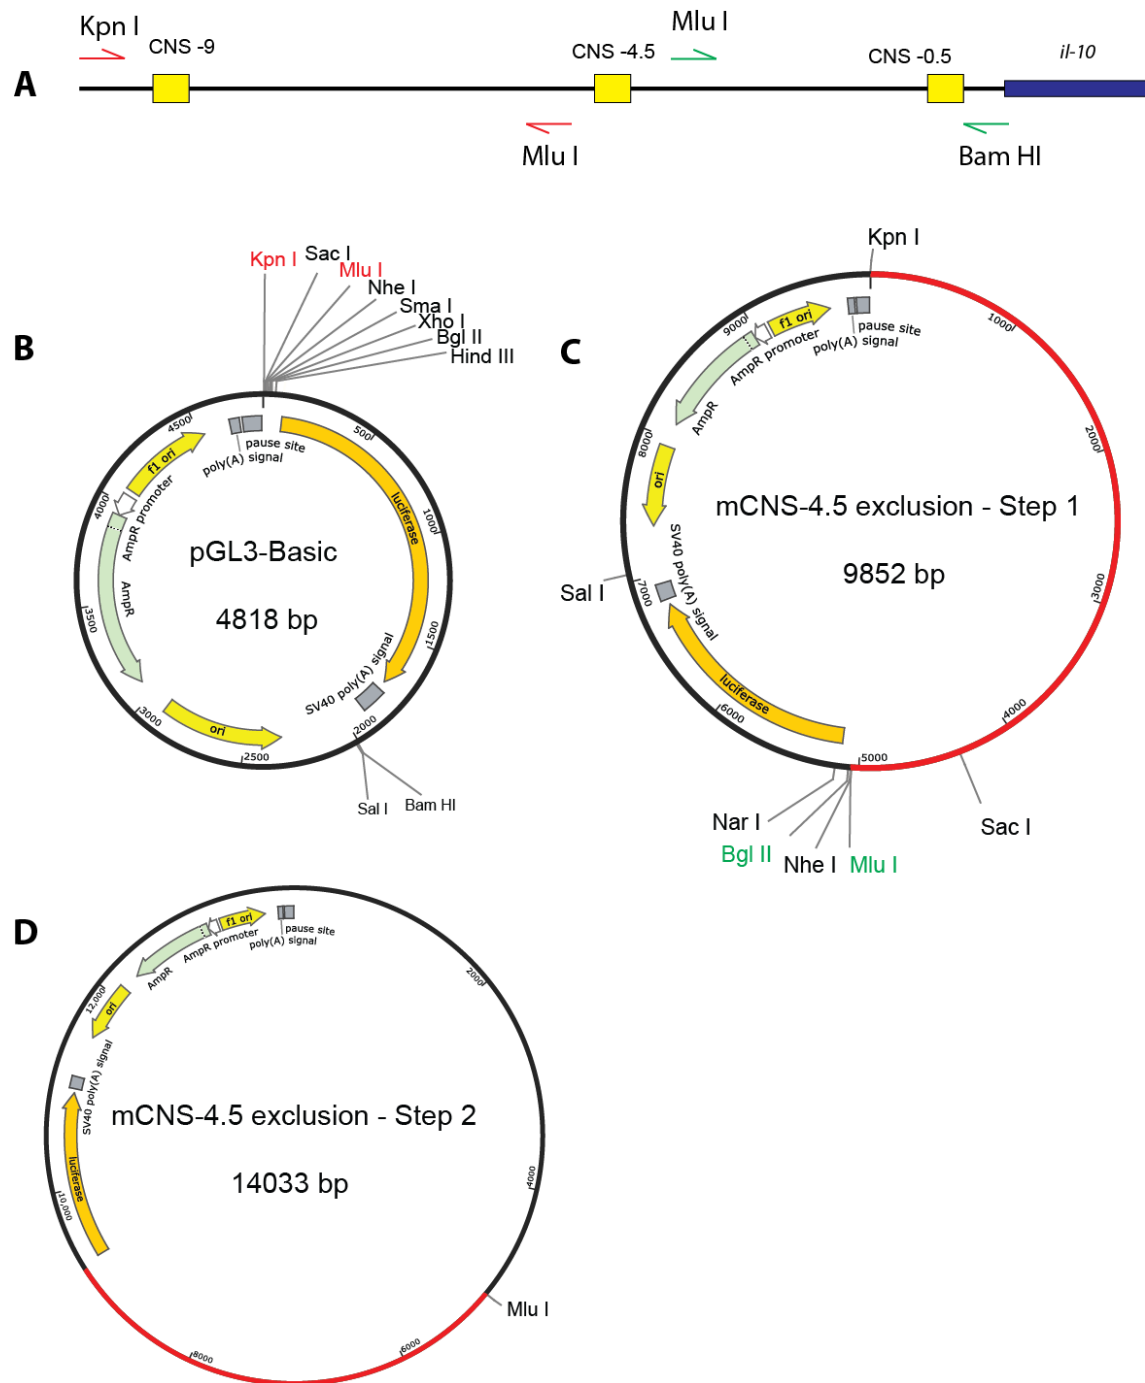 Kpn I
Mlu I
CNS -9
CNS -4.5
CNS -0.5
il-10
A
Mlu I
Bam HI
Kpn I
Sac I
Mlu I
Nhe I
Sma I
Xho I
Bgl II
Hind III
B
4500
500
f1 ori
pause site
poly(A) signal
4000
AmpR promoter
luciferase
1000
pGL3-Basic
AmpR
3500
4818 bp
1500
SV40 poly(A) signal
3000
ori
2000
2500
Sal I
Bam HI
Kpn I
C
9000
f1 ori
pause site
poly(A) signal
1000
AmpR promoter
AmpR
8000
2000
ori
mCNS-4.5 exclusion - Step 1
SV40 poly(A) signal
9852 bp
Sal I
7000
3000
luciferase
6000
4000
5000
Nar I
Bgl II
Nhe I
Mlu I
Sac I
D
f1 ori
pause site
AmpR promoter
poly(A) signal
AmpR
2000
12,000
ori
SV40 poly(A) signal
mCNS-4.5 exclusion - Step 2
14033 bp
luciferase
10,000
4000
Mlu I
8000
6000